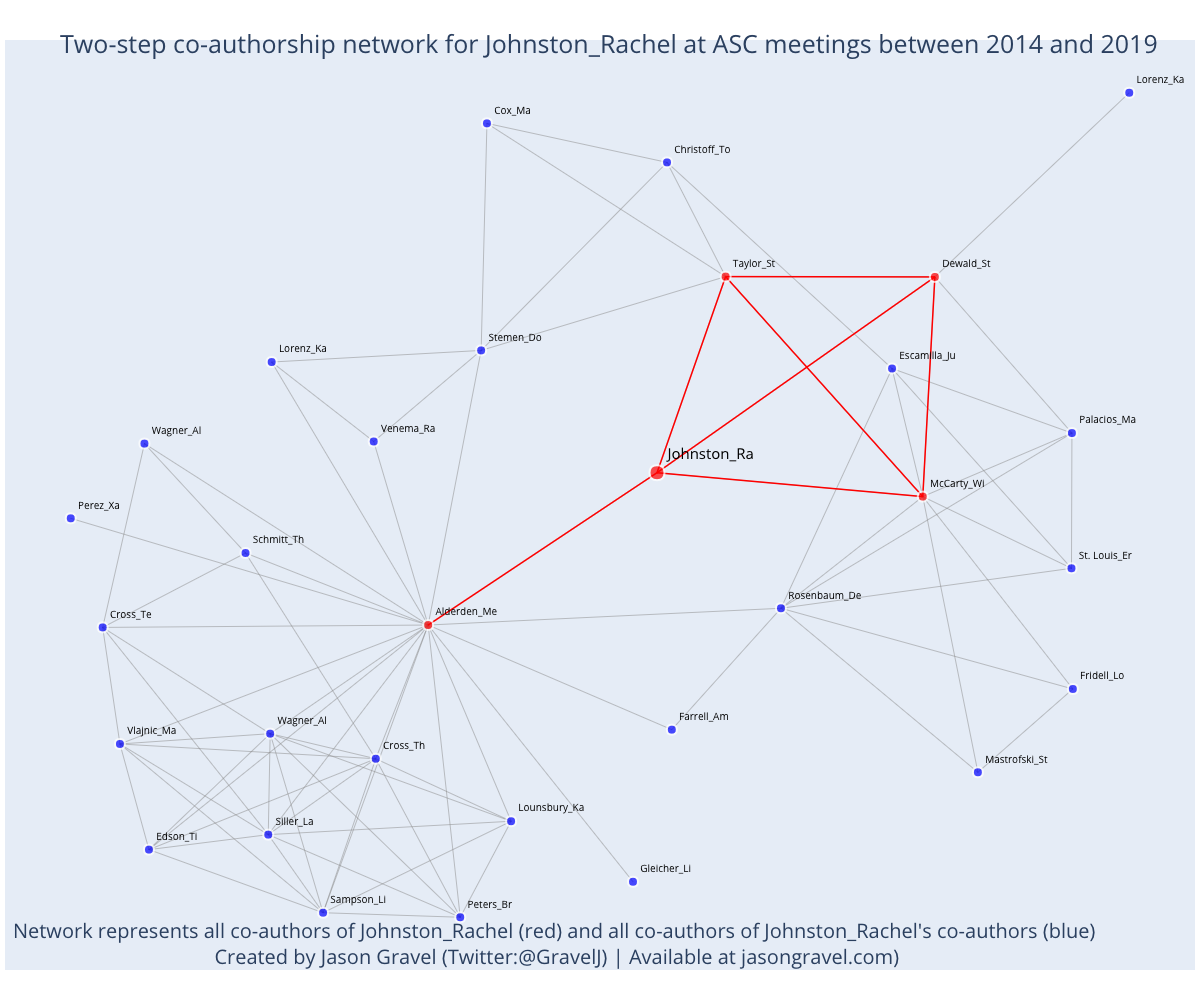 Two-step co-authorship network for Johnston_Rachel at ASC meetings between 2014 and 2019
Lorenz_Ka
Cox_Ma
Christoff_To
Taylor_St
Dewald_St
Stemen_Do
Lorenz_Ka
Escamilla_Ju
Palacios_Ma
Venema_Ra
Wagner_Al
Johnston_Ra
McCarty_Wi
Perez_Xa
Schmitt_Th
St. Louis_Er
Rosenbaum_De
Alderden_Me
Cross_Te
Fridell_Lo
Farrell_Am
Wagner_Al
Vlajnic_Ma
Cross_Th
Mastrofski_St
Lounsbury_Ka
Siller_La
Edson_Ti
Gleicher_Li
Sampson_Li
Peters_Br
Network represents all co-authors of Johnston_Rachel (red) and all co-authors of Johnston_Rachel's co-authors (blue)
Created by Jason Gravel (Twitter:@GravelJ) | Available at jasongravel.com)